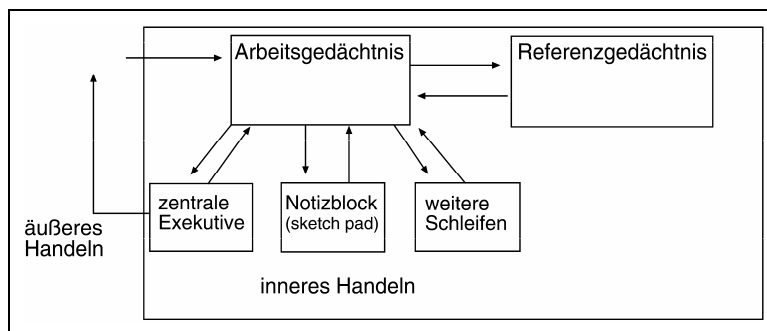 Arbeitsgedächtnis
Referenzgedächtnis
zentrale
Exekutive
Notizblock
(sketch pad)
weitere
Schleifen
äußeres
Handeln
inneres Handeln